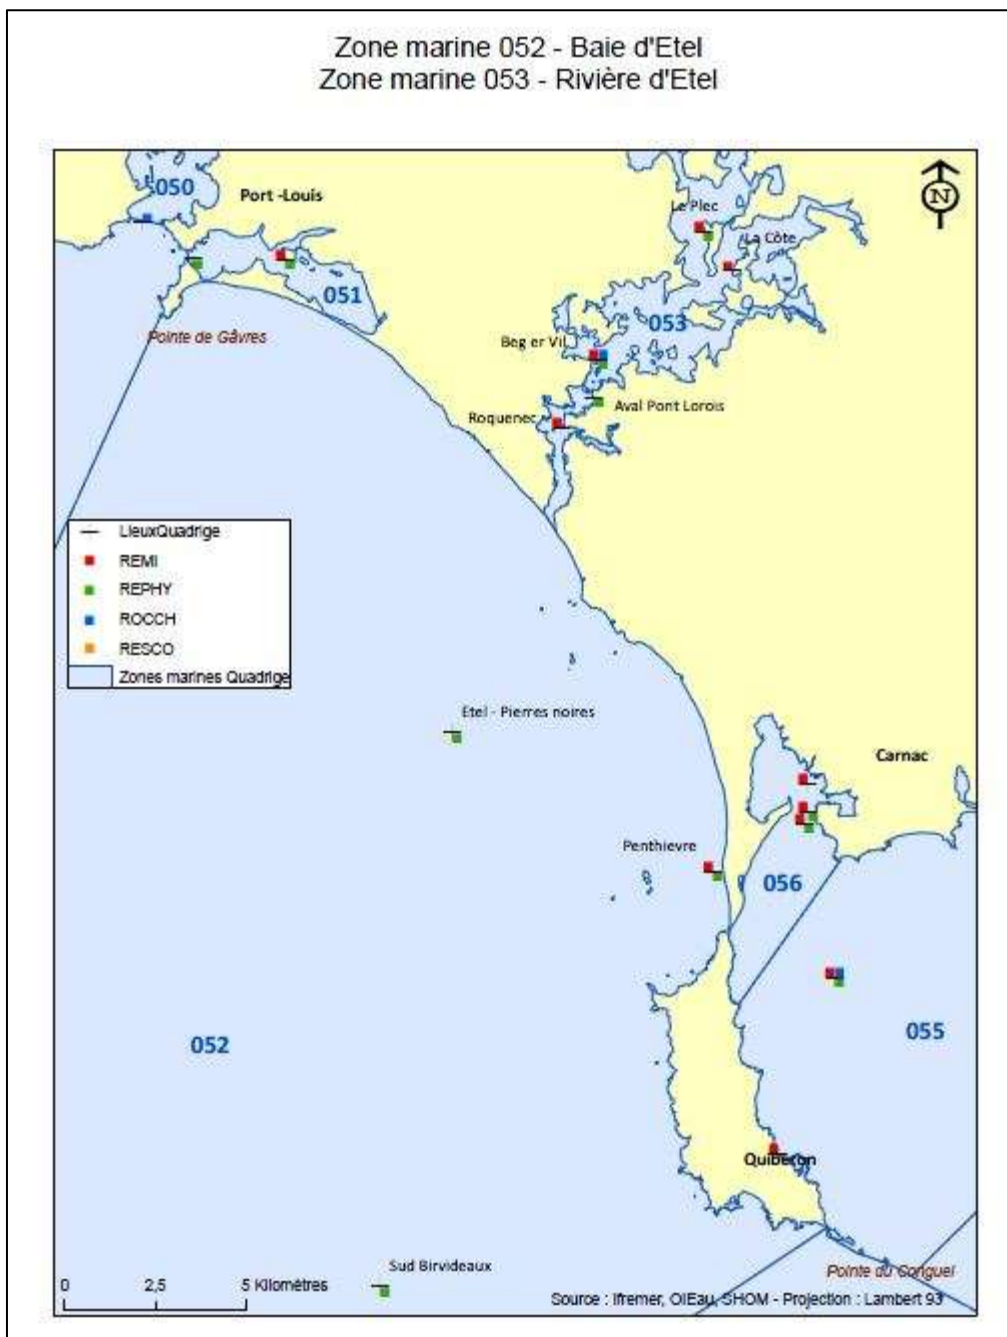 Zone marine 052 - Baie d'Etel
Zone marine 053 - Rivière d'Etel
050
Port -Louis
N
Le Plec
La Côte
051
053
Pointe de Gâvres
Beg er Vil
Aval Pont Lorois
Roquenec
LieuxQuadrige
REMI
REPHY
ROCCH
RESCO
Zones marines Quadrige
Etel - Pierres noires
Carnac
Penthievre
056
052
055
Quiberon
Sud Birvideaux
Pointe du Conguel
0 2,5 5 Kilomètres
Source : Ifremer, OIEau, SHOM - Projection : Lambert 93